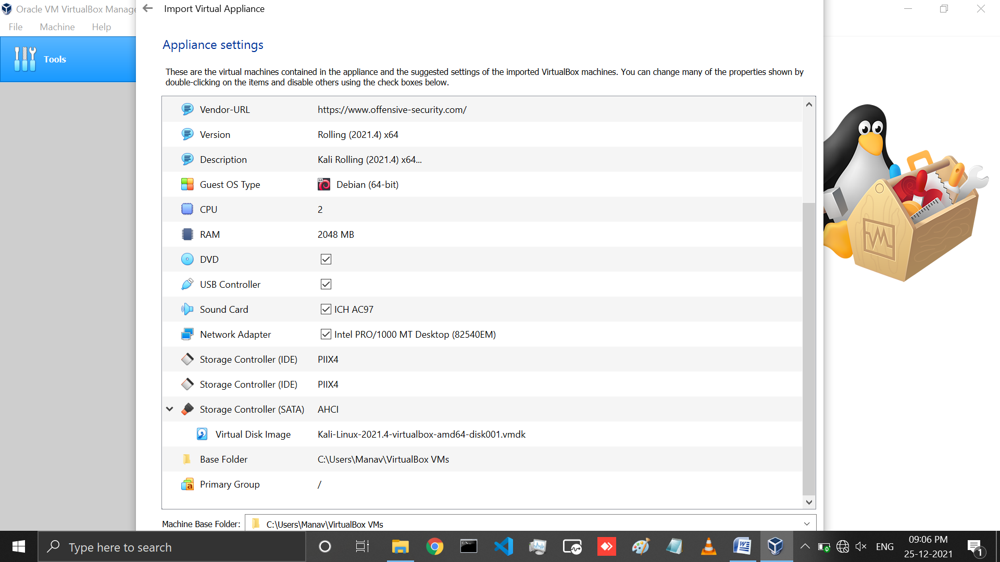 Oracle VM VirtualBox Manage
Import Virtual Appliance
File Machine Help
Tools
Appliance settings
These are the virtual machines contained in the appliance and the suggested settings of the imported VirtualBox machines. You can change many of the properties shown by
double-clicking on the items and disable others using the check boxes below.
Vendor-URL https://www.offensive-security.com/
Version Rolling (2021.4) x64
Description Kali Rolling (2021.4) x64...
Guest OS Type Debian (64-bit)
CPU 2
RAM 2048 MB
DVD
USB Controller
Sound Card ICH AC97
Network Adapter Intel PRO/1000 MT Desktop (82540EM)
Storage Controller (IDE) PIIX4
Storage Controller (IDE) PIIX4
Storage Controller (SATA) AHCI
Virtual Disk Image Kali-Linux-2021.4-virtualbox-amd64-disk001.vmdk
Base Folder C:\Users\Manav\VirtualBox VMs
Primary Group /
Machine Base Folder: C:\Users\Manav\VirtualBox VMs
Type here to search
ENG
09:06 PM
25-12-2021
1